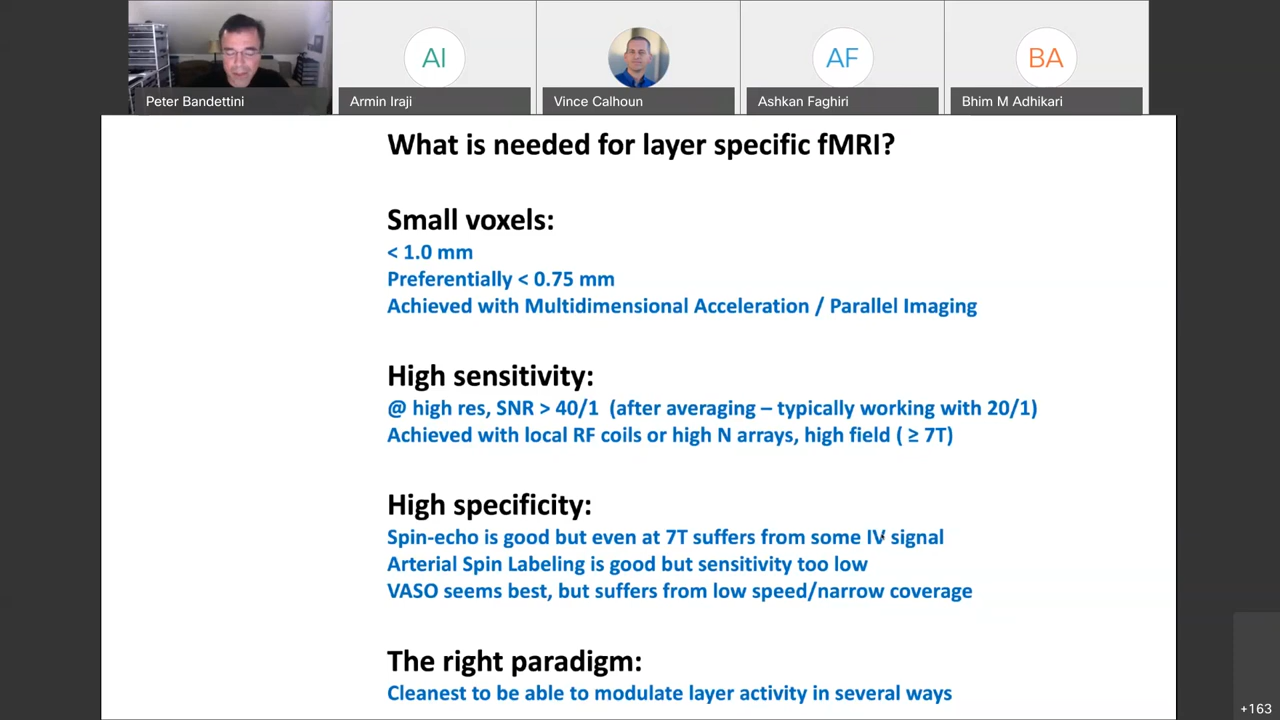 AI
AF
BA
Peter Bandettini
Armin Iraji
Vince Calhoun
Ashkan Faghiri
Bhim M Adhikari
What is needed for layer specific fMRI?
Small voxels:
< 1.0 mm
Preferentially < 0.75 mm
Achieved with Multidimensional Acceleration / Parallel Imaging
High sensitivity:
@ high res, SNR > 40/1 (after averaging – typically working with 20/1)
Achieved with local RF coils or high N arrays, high field ( ≥ 7T)
High specificity:
Spin-echo is good but even at 7T suffers from some IV signal
Arterial Spin Labeling is good but sensitivity too low
VASO seems best, but suffers from low speed/narrow coverage
The right paradigm:
Cleanest to be able to modulate layer activity in several ways
+163